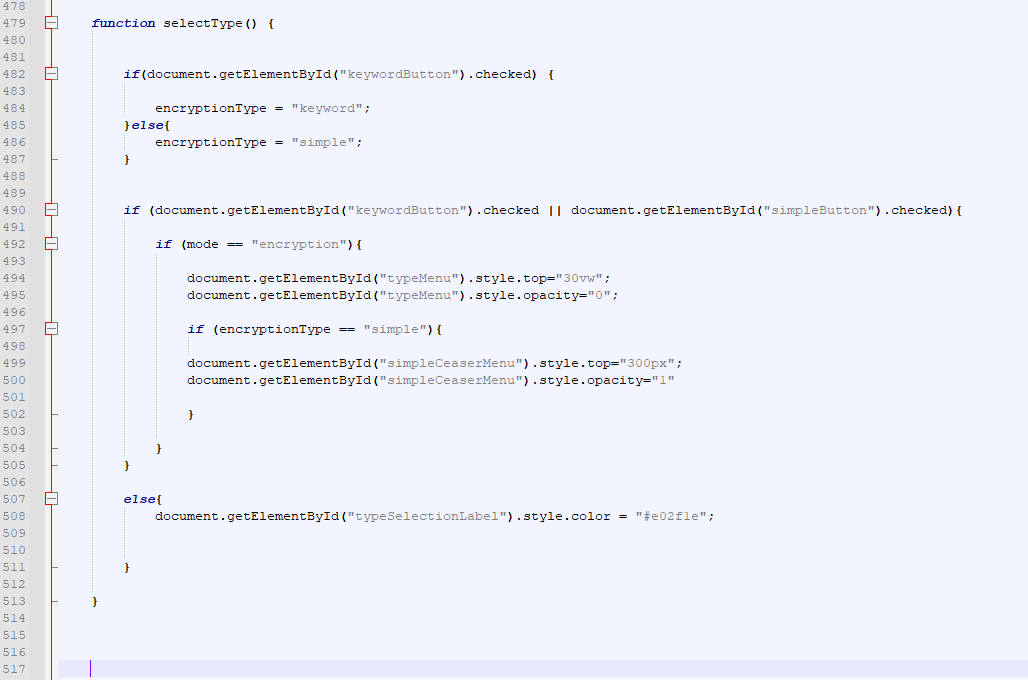 478
479 function selectType() {
480
481
482 if(document.getElementById("keywordButton").checked) {
483
484 encryptionType = "keyword";
485 }else{
486 encryptionType = "simple";
487 }
488
489
490 if (document.getElementById("keywordButton").checked || document.getElementById("simpleButton").checked){
491
492 if (mode == "encryption"){
493
494 document.getElementById("typeMenu").style.top="30vw";
495 document.getElementById("typeMenu").style.opacity="0";
496
497 if (encryptionType == "simple"){
498
499 document.getElementById("simpleCeaserMenu").style.top="300px";
500 document.getElementById("simpleCeaserMenu").style.opacity="1"
501
502 }
503
504 }
505 }
506
507 else{
508 document.getElementById("typeSelectionLabel").style.color = "#e02f1e";
509
510
511 }
512
513 }
514
515
516
517